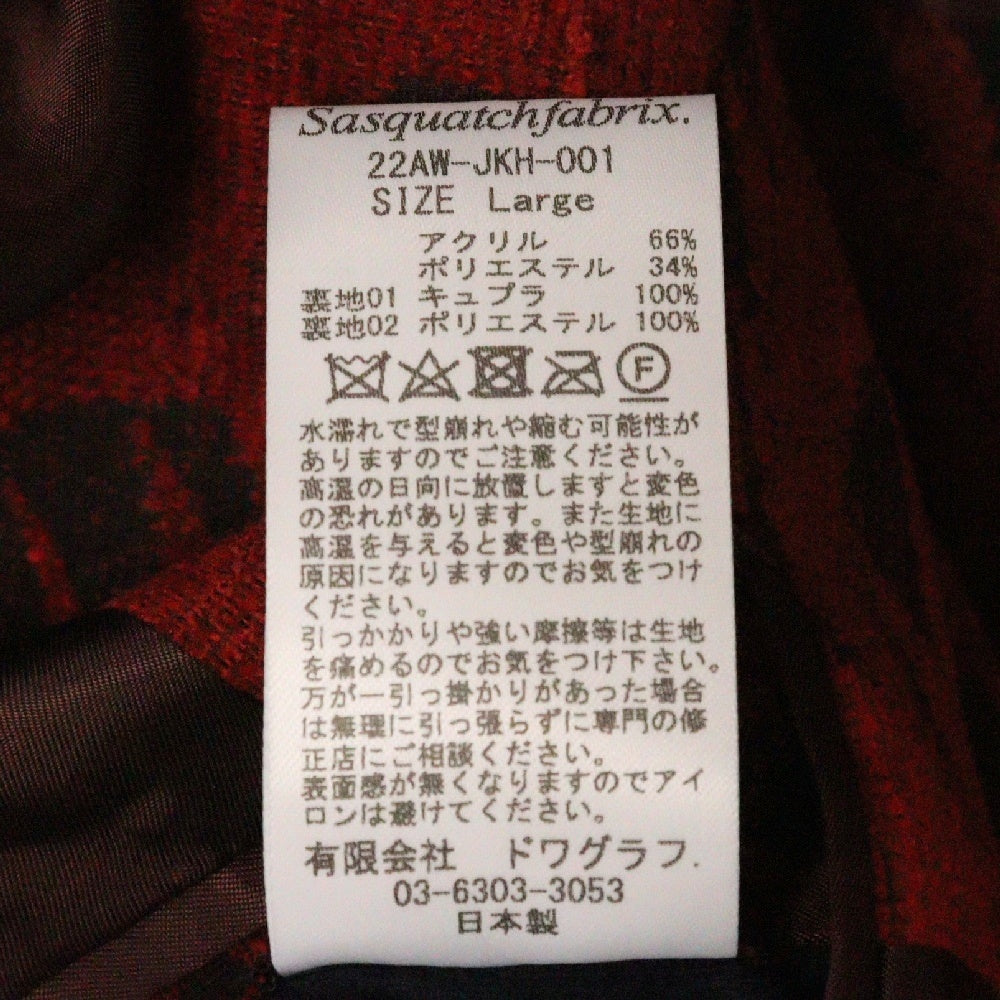 Sasquatchfabrix.
22AW-JKH-001
SIZE Large
アクリル 66%
ポリエステル 34%
裏地01 キュプラ 100%
裏地02 ポリエステル 100%
F
水濡れで型崩れや縮む可能性が
ありますのでご注意ください。
高温の日向に放置しますと変色
の恐れがあります。また生地に
高温を与えると変色や型崩れの
原因になりますのでお気をつけ
ください。
引っかかりや強い摩擦等は生地
を痛めるのでお気をつけ下さい。
万が一引っ掛かりがあった場合
は無理に引っ張らずに専門の修
正店にご相談ください。
表面感が無くなりますのでアイ
ロンは避けてください。
有限会社 ドワグラフ.
03-6303-3053
日本製